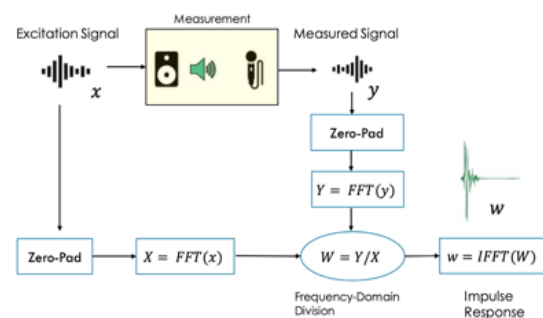 Measurement
Excitation Signal
Measured Signal
x
y
Zero-Pad
Y = FFT(y)
w
Zero-Pad
X = FFT(x)
W = Y/X
w = IFFT(W)
Frequency-Domain
Division
Impulse
Response